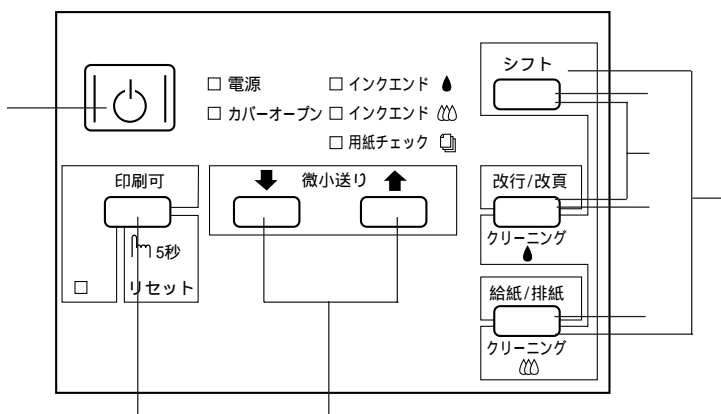 シフト
電源
インクエンド
カバーオープン
インクエンド
用紙チェック
印刷可
微小送り
改行/改頁
クリーニング
5秒
リセット
給紙/排紙
クリーニング